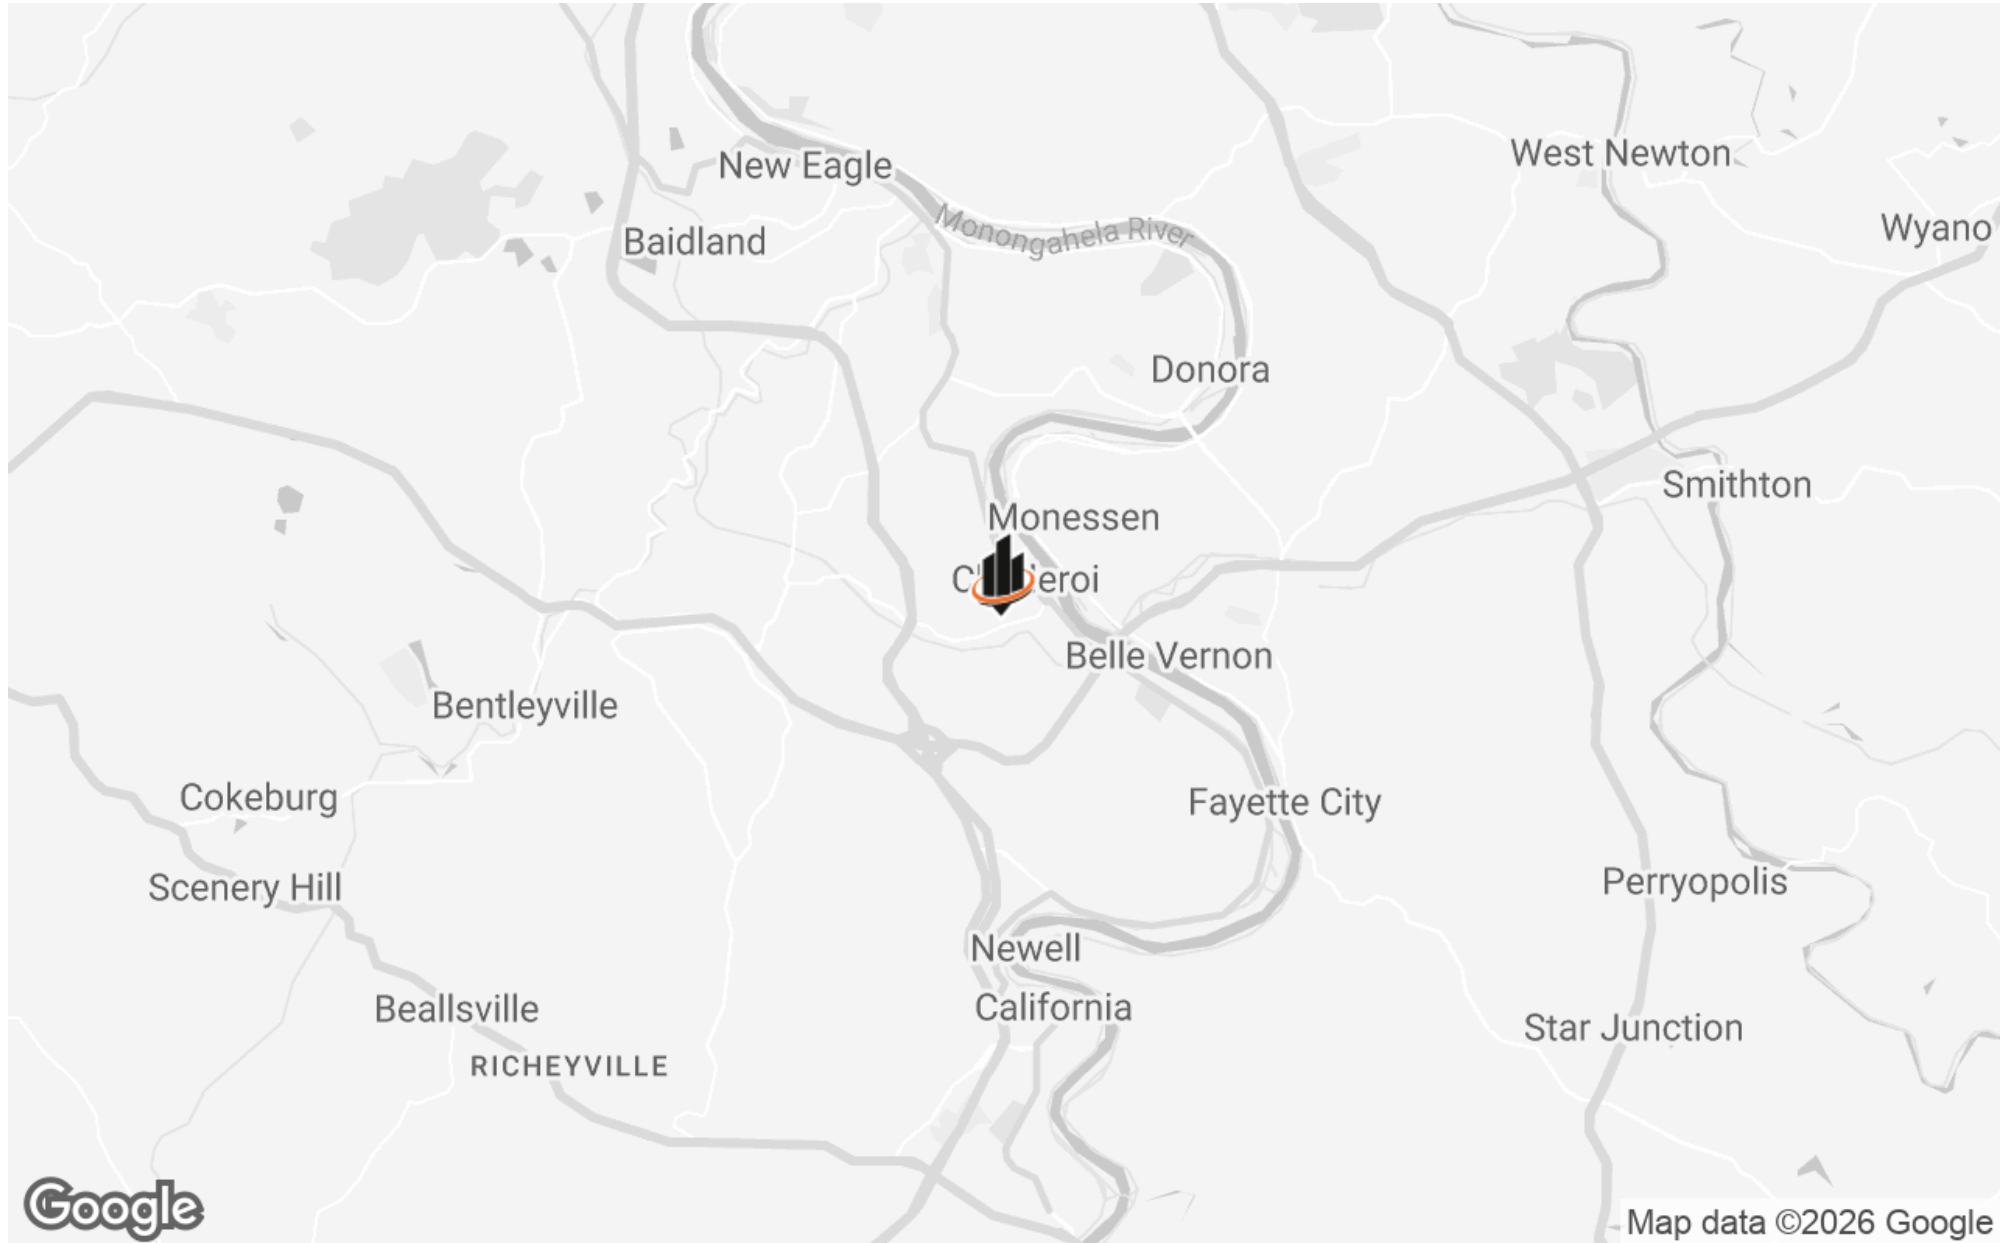 New Eagle
West Newton
Monongahela River
Wyano
Baidland
Donora
Smithton
Monessen
Belle Vernon
Bentleyville
Cokeburg
Fayette City
Scenery Hill
Perryopolis
Newell
California
Beallsville
Star Junction
RICHEYVILLE
Google
Map data ©2026 Google